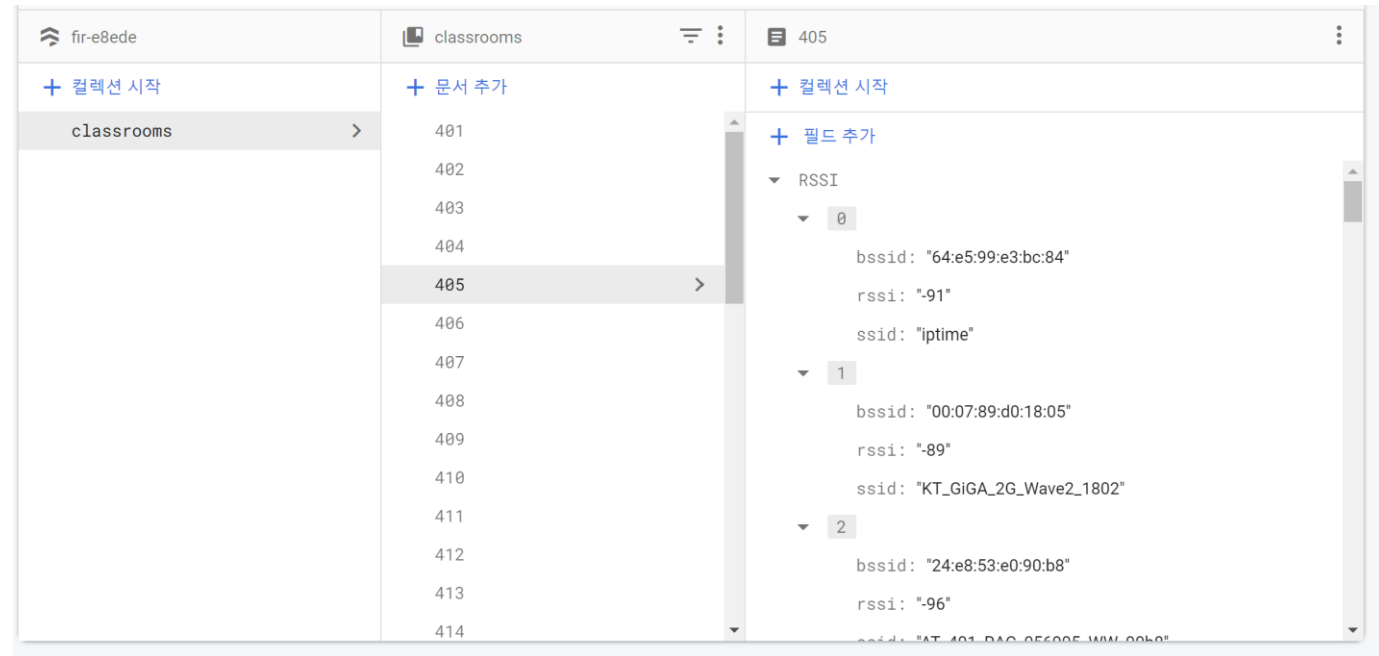 fir-e8ede
classrooms
405
컬렉션 시작
문서 추가
컬렉션 시작
classrooms
401
402
403
404
405
406
407
408
409
410
411
412
413
414
필드 추가
RSSI
0
bssid: "64:e5:99:e3:bc:84"
rssi: "-91"
ssid: "iptime"
1
bssid: "00:07:89:d0:18:05"
rssi: "-89"
ssid: "KT_GiGA_2G_Wave2_1802"
2
bssid: "24:e8:53:e0:90:b8"
rssi: "-96"
ssid: